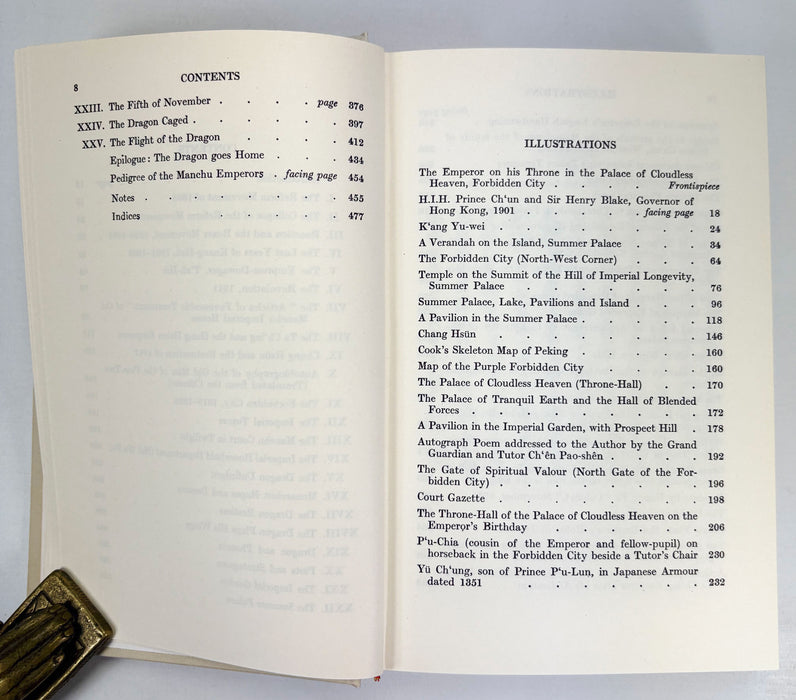 8 CONTENTS
XXIII. The Fifth of November . . . . page 376
XXIV. The Dragon Caged . . . . . . 397
XXV. The Flight of the Dragon . . . . 412
Epilogue: The Dragon goes Home . . . . 434
Pedigree of the Manchu Emperors . facing page 454
Notes . . . . . . . . 455
Indices . . . . . . . 477
ILLUSTRATIONS
The Emperor on his Throne in the Palace of Cloudless
Heaven, Forbidden City . . . . Frontispiece
H.I.H. Prince Ch‘un and Sir Henry Blake, Governor of
Hong Kong, 1901 . . . . . facing page 18
K‘ang Yu-wei . . . . . . . 24
A Verandah on the Island, Summer Palace . . . 34
The Forbidden City (North-West Corner) . . . 64
Temple on the Summit of the Hill of Imperial Longevity,
Summer Palace . . . . . . 76
Summer Palace, Lake, Pavilions and Island . . . 96
A Pavilion in the Summer Palace . . . . . 118
Chang Hsün . . . . . . . 146
Cook's Skeleton Map of Peking . . . . . 160
Map of the Purple Forbidden City . . . . 160
The Palace of Cloudless Heaven (Throne-Hall) . . 170
The Palace of Tranquil Earth and the Hall of Blended
Forces . . . . . . . . 172
A Pavilion in the Imperial Garden, with Prospect Hill . 178
Autograph Poem addressed to the Author by the Grand
Guardian and Tutor Ch‘ên Pao-shên . . . . 192
The Gate of Spiritual Valour (North Gate of the For-
bidden City) . . . . . . . 196
Court Gazette . . . . . . . 198
The Throne-Hall of the Palace of Cloudless Heaven on the
Emperor's Birthday . . . . . . 206
P‘u-Chia (cousin of the Emperor and fellow-pupil) on
horseback in the Forbidden City beside a Tutor's Chair 230
Yü Ch‘ung, son of Prince P‘u-Lun, in Japanese Armour
dated 1351 . . . . . . 232